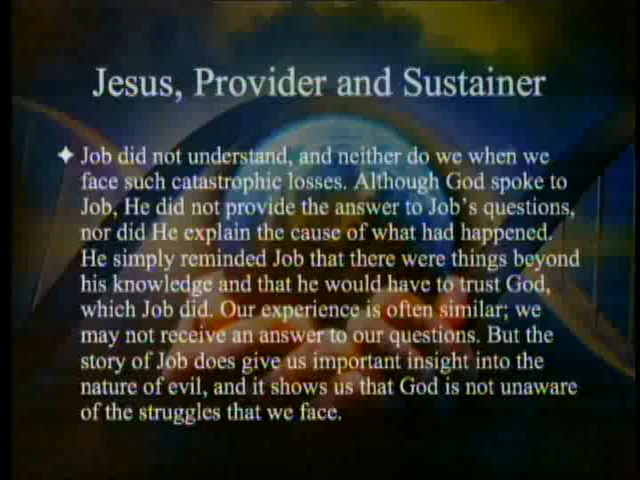 Jesus, Provider and Sustainer
Job did not understand, and neither do we when we
face such catastrophic losses. Although God spoke to
Job, He did not provide the answer to Job's questions,
nor did He explain the cause of what had happened.
He simply reminded Job that there were things beyond
his knowledge and that he would have to trust God,
which Job did. Our experience is often similar; we
may not receive an answer to our questions. But the
story of Job does give us important insight into the
nature of evil, and it shows us that God is not unaware
of the struggles that we face.